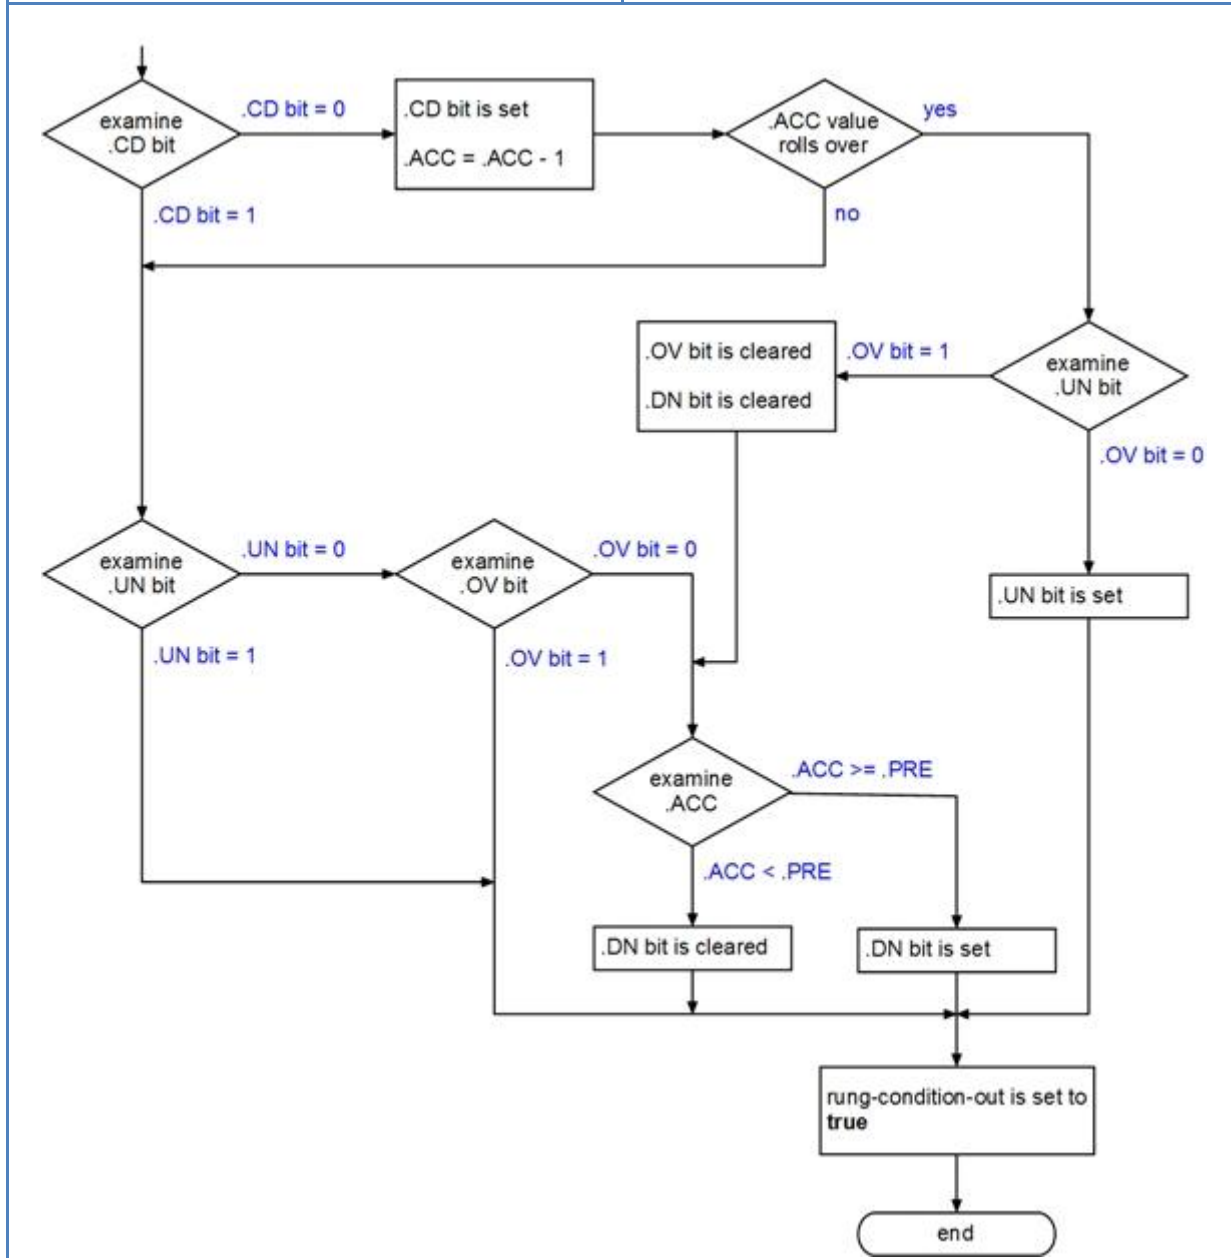 examine
.CD bit
.CD bit = 0
.CD bit is set
.ACC = .ACC - 1
.ACC value
rolls over
yes
.CD bit = 1
no
.OV bit is cleared
.DN bit is cleared
.OV bit = 1
examine
.UN bit
.OV bit = 0
examine
.UN bit
.UN bit = 0
examine
.OV bit
.OV bit = 0
.UN bit is set
.UN bit = 1
.OV bit = 1
examine
.ACC
.ACC >= .PRE
.ACC < .PRE
.DN bit is cleared
.DN bit is set
rung-condition-out is set to
true
end